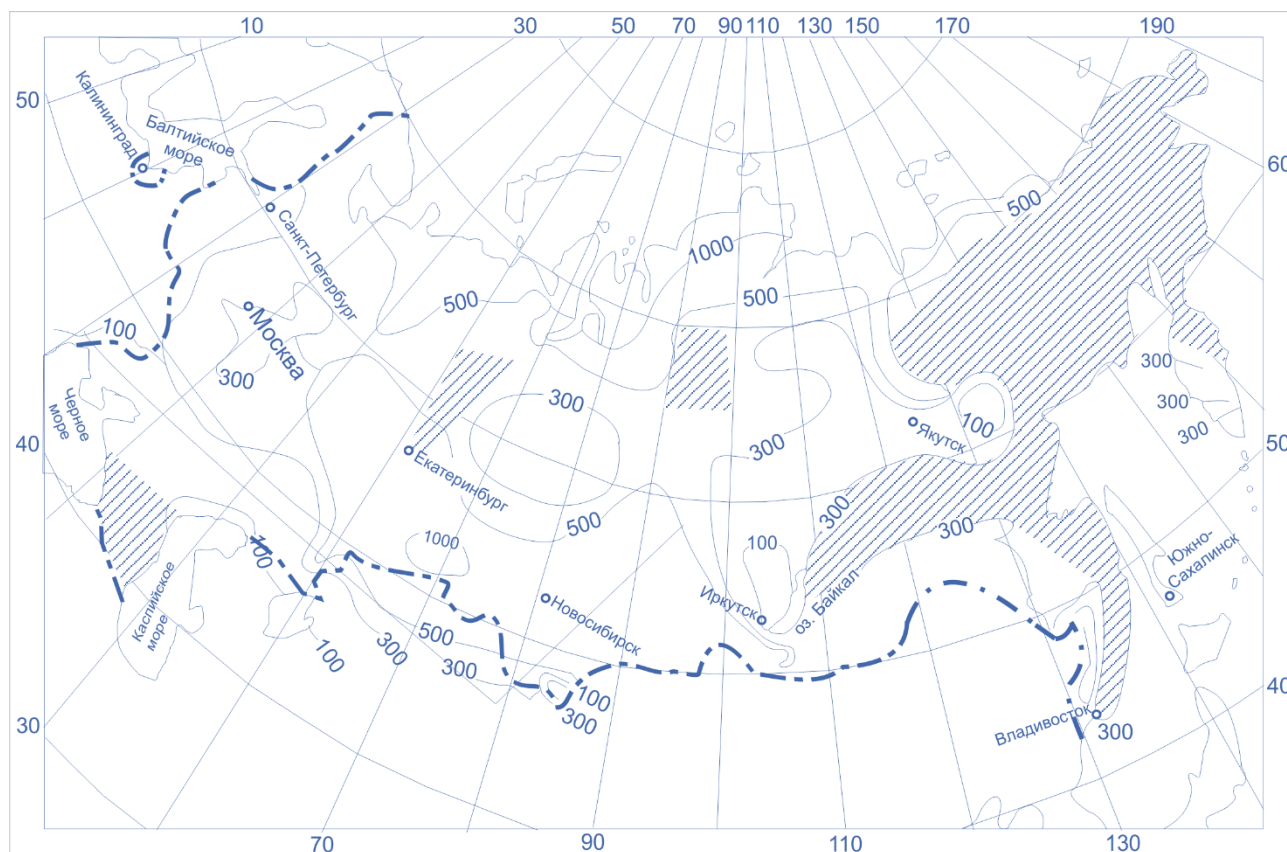 10
30
50
70
90
110
130
150
170
190
50
Калининград
Балтийское
море
60
500
1000
Санкт-Петербург
500
500
100
Москва
300
300
300
300
300
Черное
море
300
100
40
Якутск
50
Екатеринбург
300
300
500
300
1000
100
100
Южно-
Сахалинск
Каспийское
море
Новосибирск
Иркутск
оз. Байкал
100
300
500
300
100
300
40
30
Владивосток
300
70
90
110
130